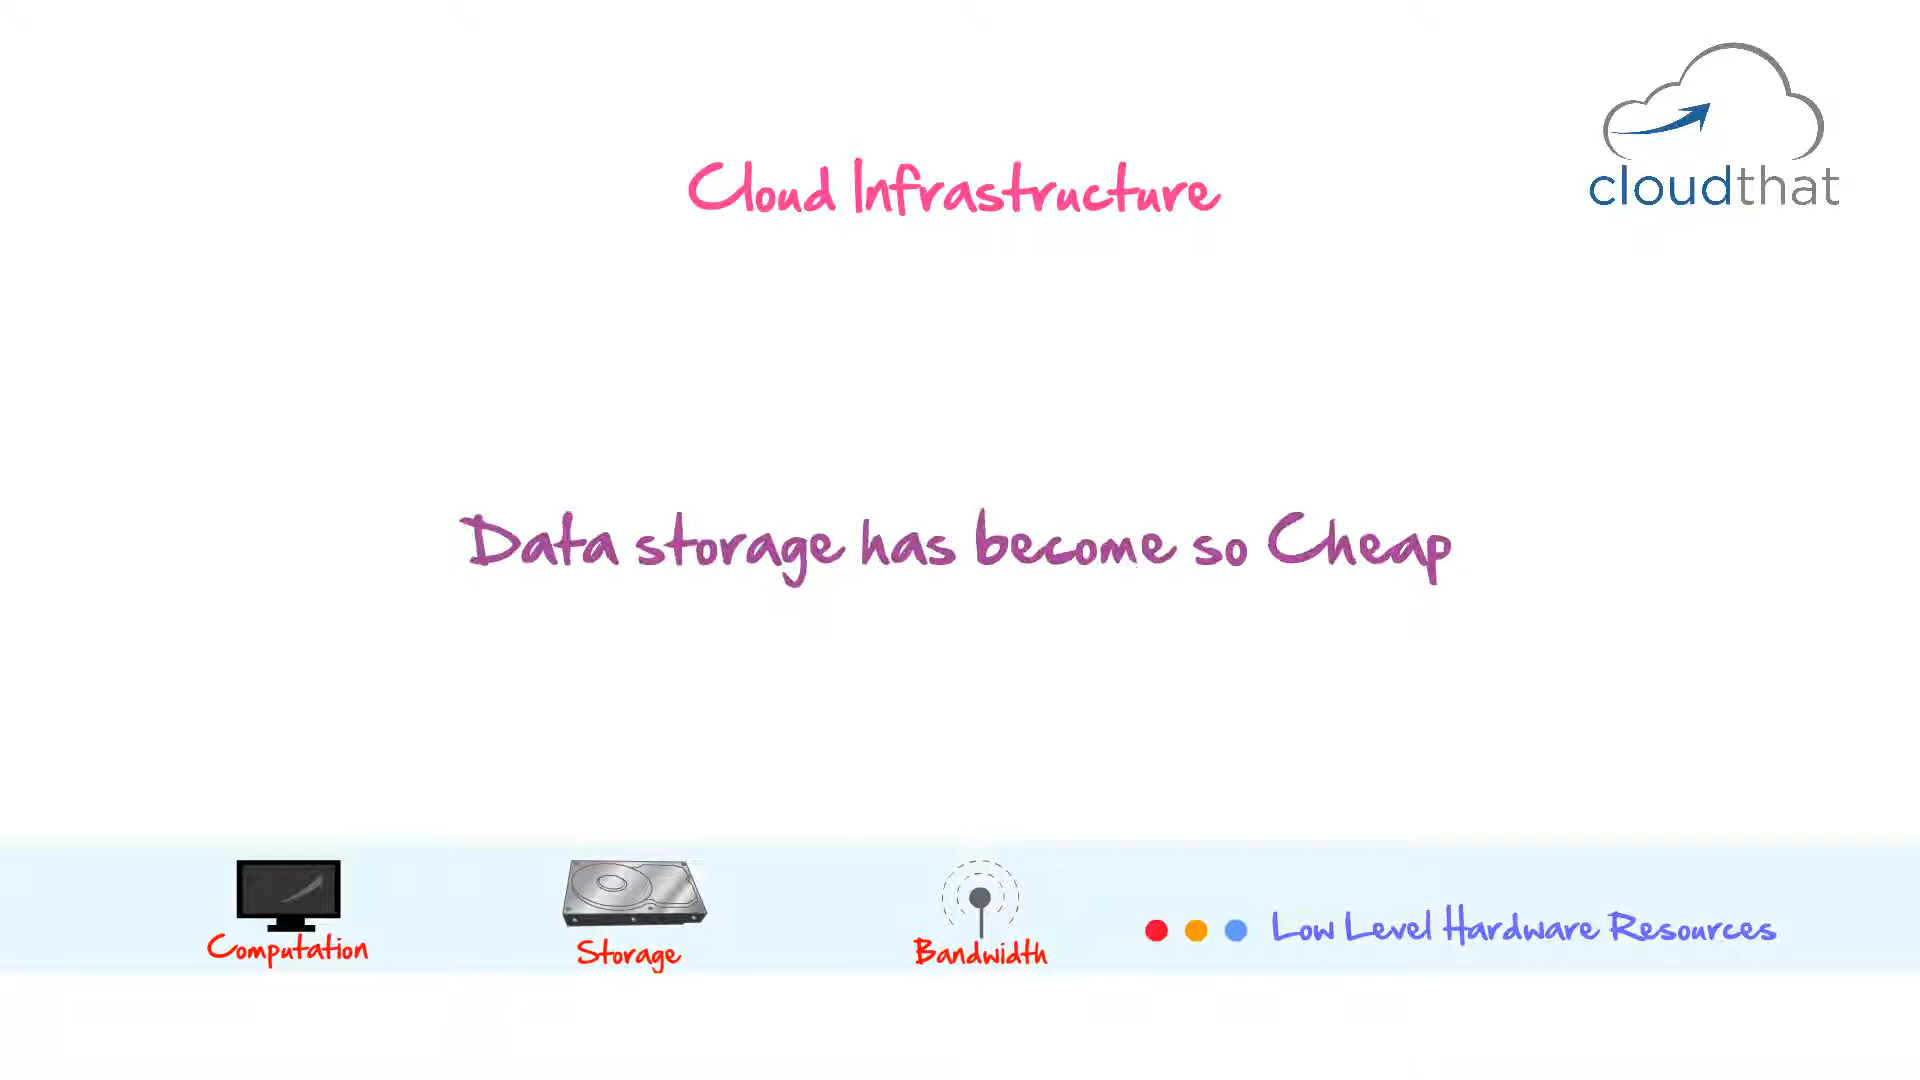 cloudthat
Cloud Infrastructure
Data storage has become so Cheap
Computation
Storage
Bandwidth
Low Level Hardware Resources